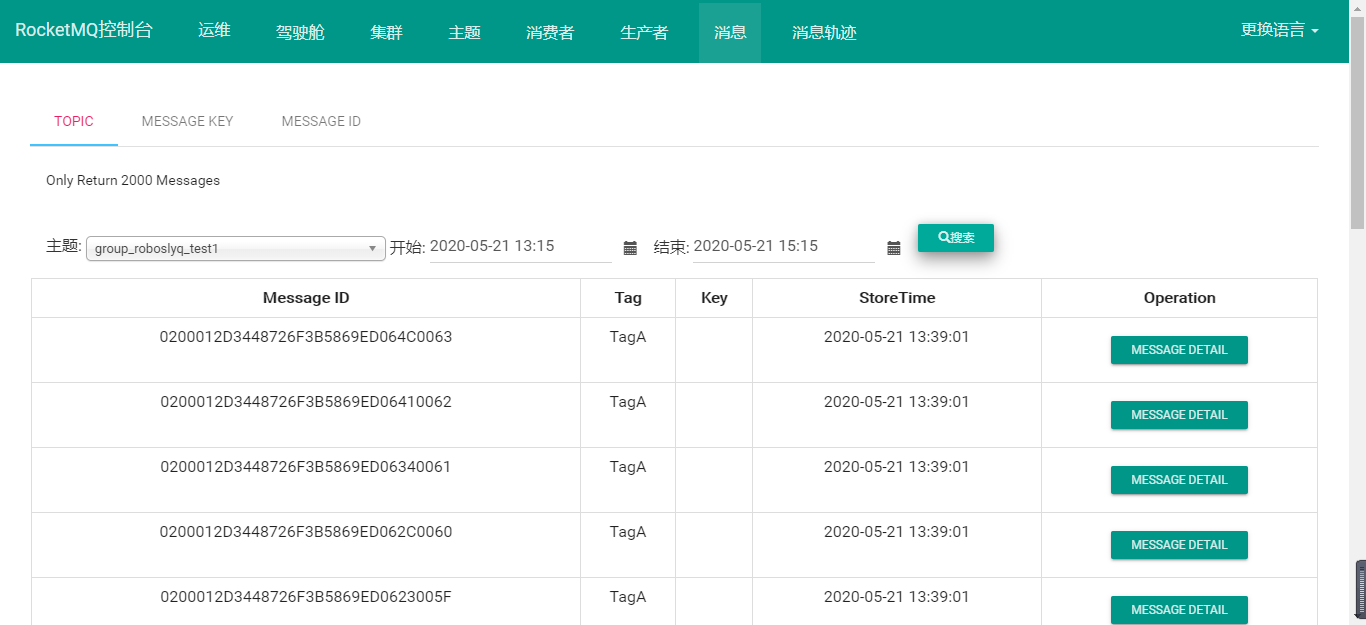 RocketMQ控制台 运维 驾驶舱 集群 主题 消费者 生产者 消息 消息轨迹 更换语言
TOPIC MESSAGE KEY MESSAGE ID
Only Return 2000 Messages
主题: group_roboslyq_test1 开始: 2020-05-21 13:15 结束: 2020-05-21 15:15 搜索
Message ID Tag Key StoreTime Operation
0200012D3448726F3B5869ED064C0063 TagA 2020-05-21 13:39:01 MESSAGE DETAIL
0200012D3448726F3B5869ED06410062 TagA 2020-05-21 13:39:01 MESSAGE DETAIL
0200012D3448726F3B5869ED06340061 TagA 2020-05-21 13:39:01 MESSAGE DETAIL
0200012D3448726F3B5869ED062C0060 TagA 2020-05-21 13:39:01 MESSAGE DETAIL
0200012D3448726F3B5869ED0623005F TagA 2020-05-21 13:39:01 MESSAGE DETAIL